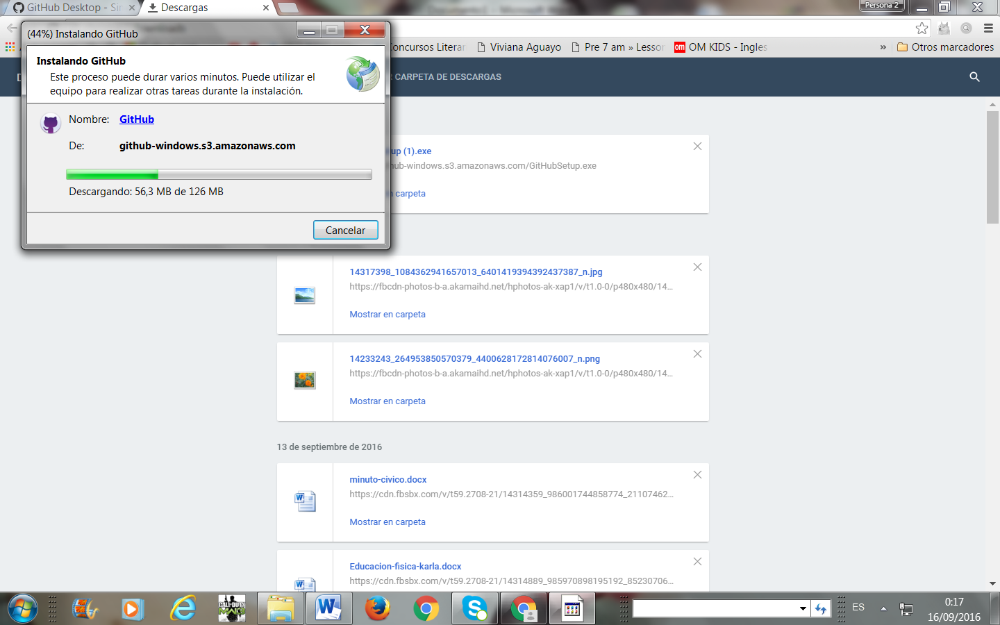 GitHub Desktop - Sin
Descargas
Persona 2
(44%) Instalando GitHub
Concursos Literar
Viviana Aguayo
Pre 7 am » Lesson
om OM KIDS - Ingles
»
Otros marcadores
Instalando GitHub
Este proceso puede durar varios minutos. Puede utilizar el
equipo para realizar otras tareas durante la instalación.
CARPETA DE DESCARGAS
Nombre: GitHub
De: github-windows.s3.amazonaws.com
Descargando: 56,3 MB de 126 MB
Cancelar
up (1).exe
ub-windows.s3.amazonaws.com/GitHubSetup.exe
n carpeta
14317398_1084362941657013_6401419394392437387_n.jpg
https://fbcdn-photos-b-a.akamaihd.net/hphotos-ak-xap1/v/t1.0-0/p480x480/14...
Mostrar en carpeta
14233243_264953850570379_4400628172814076007_n.png
https://fbcdn-photos-b-a.akamaihd.net/hphotos-ak-xap1/v/t1.0-0/p480x480/14...
Mostrar en carpeta
13 de septiembre de 2016
minuto-civico.docx
https://cdn.fbsbx.com/v/t59.2708-21/14314359_986001744858774_21107462...
Mostrar en carpeta
Educacion-fisica-karla.docx
https://cdn.fbsbx.com/v/t59.2708-21/14314889_985970898195192_85230706...
CALL OF DUTY
ES
0:17
16/09/2016